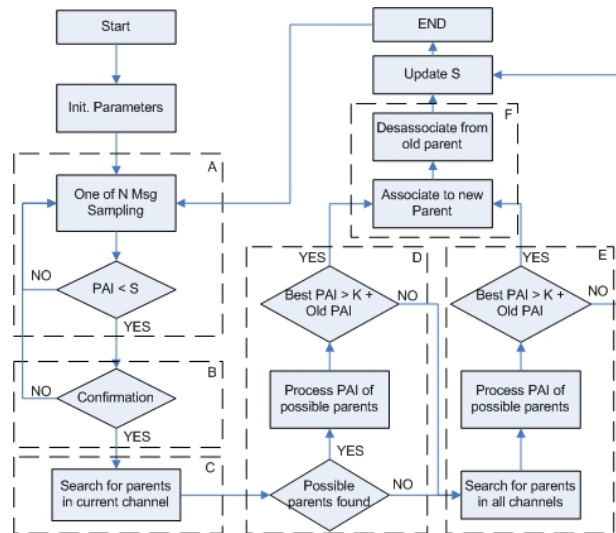 Start
Init. Parameters
A
One of N Msg
Sampling
NO
PAI < S
YES
B
NO
Confirmation
YES
C
Search for parents
in current channel
END
Update S
F
Desassociate from
old parent
Associate to new
Parent
YES
D
Best PAI > K +
Old PAI
NO
Process PAI of
possible parents
YES
Possible
parents found
NO
YES
E
Best PAI > K +
Old PAI
NO
Process PAI of
possible parents
Search for parents
in all channels